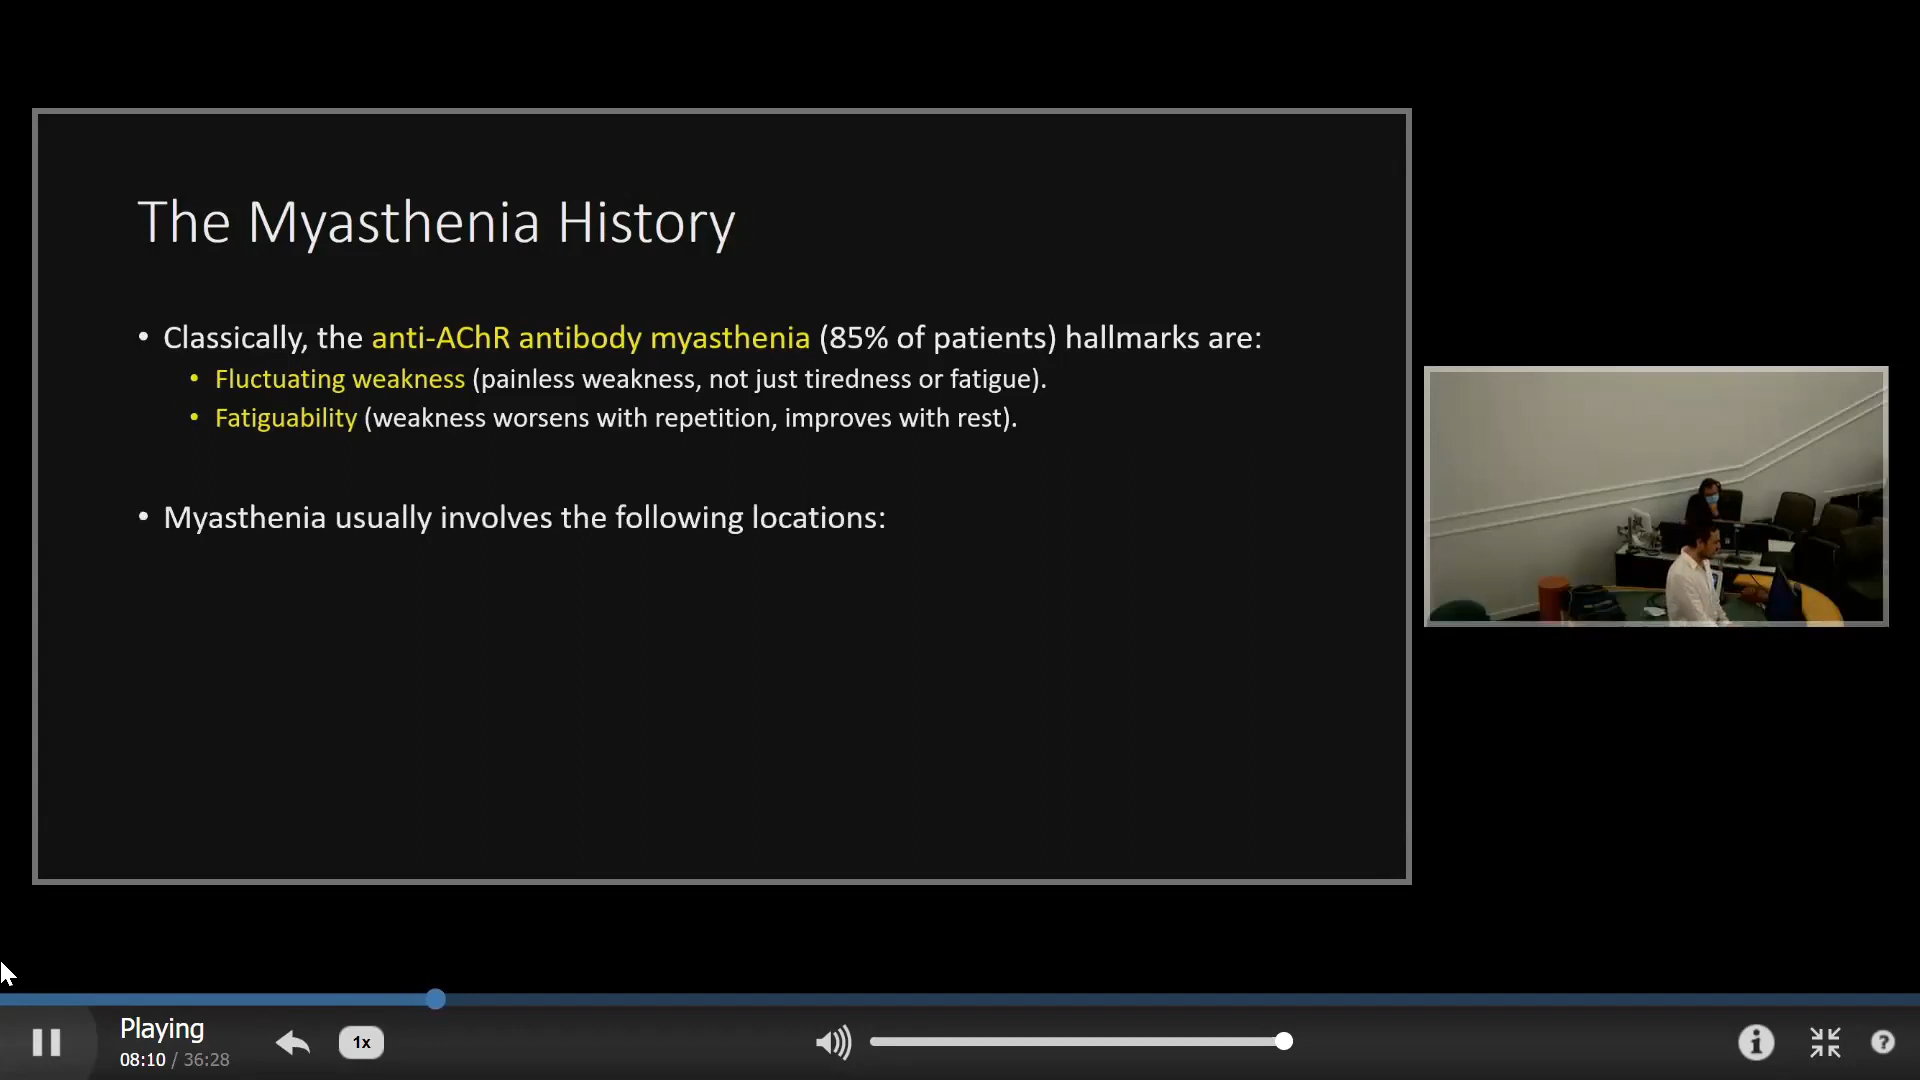 The Myasthenia History
• Classically, the anti-AChR antibody myasthenia (85% of patients) hallmarks are:
• Fluctuating weakness (painless weakness, not just tiredness or fatigue).
• Fatiguability (weakness worsens with repetition, improves with rest).
• Myasthenia usually involves the following locations:
Playing
08:10 / 36:28
1x